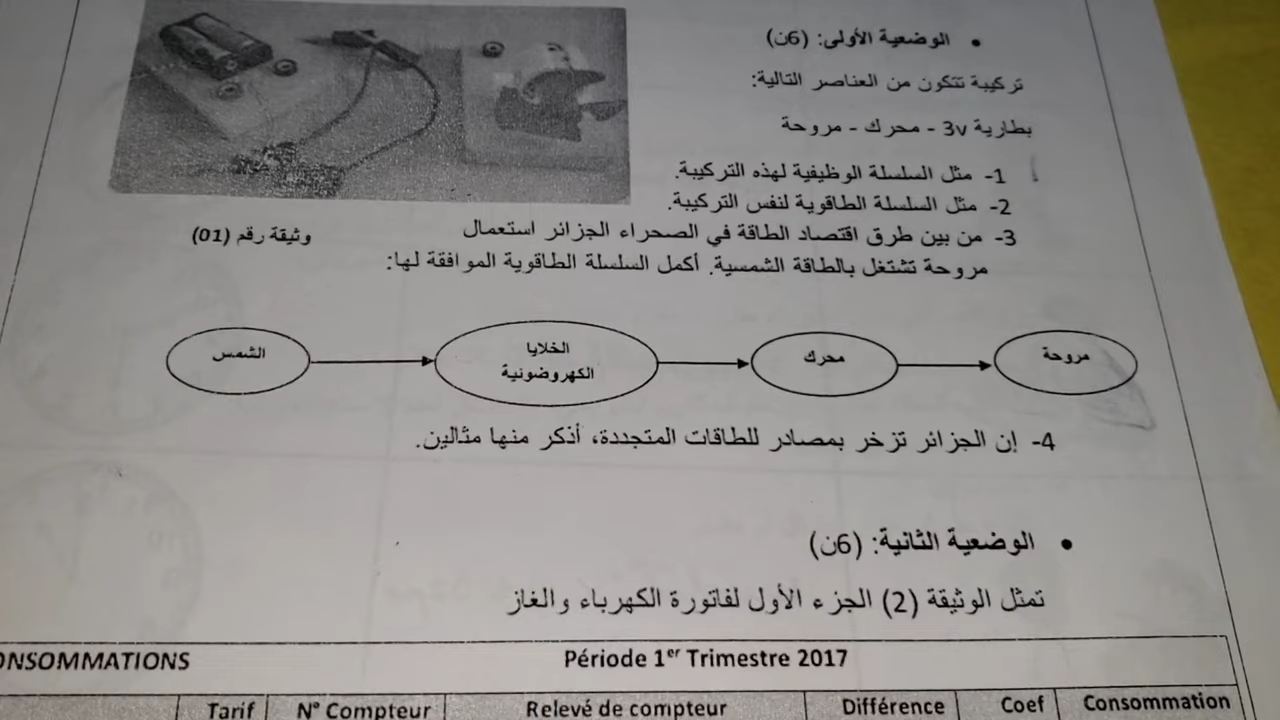 • الوضعية الأولى: (6ن)
تركيبة تتكون من العناصر التالية:
بطارية 3v - محرك - مروحة
1- مثل السلسلة الوظيفية لهذه التركيبة.
2- مثل السلسلة الطاقوية لنفس التركيبة.
3- من بين طرق اقتصاد الطاقة في الصحراء الجزائر استعمال
مروحة تشتغل بالطاقة الشمسية. أكمل السلسلة الطاقوية الموافقة لها:
وثيقة رقم (01)
الشمس
الخلايا
الكهروضوئية
محرك
مروحة
4- إن الجزائر تزخر بمصادر للطاقات المتجددة، أذكر منها مثالين.
• الوضعية الثانية: (6ن)
تمثل الوثيقة (2) الجزء الأول لفاتورة الكهرباء والغاز
ONSOMMATIONS Période 1er Trimestre 2017
Tarif N° Compteur Relevé de compteur Différence Coef Consommation